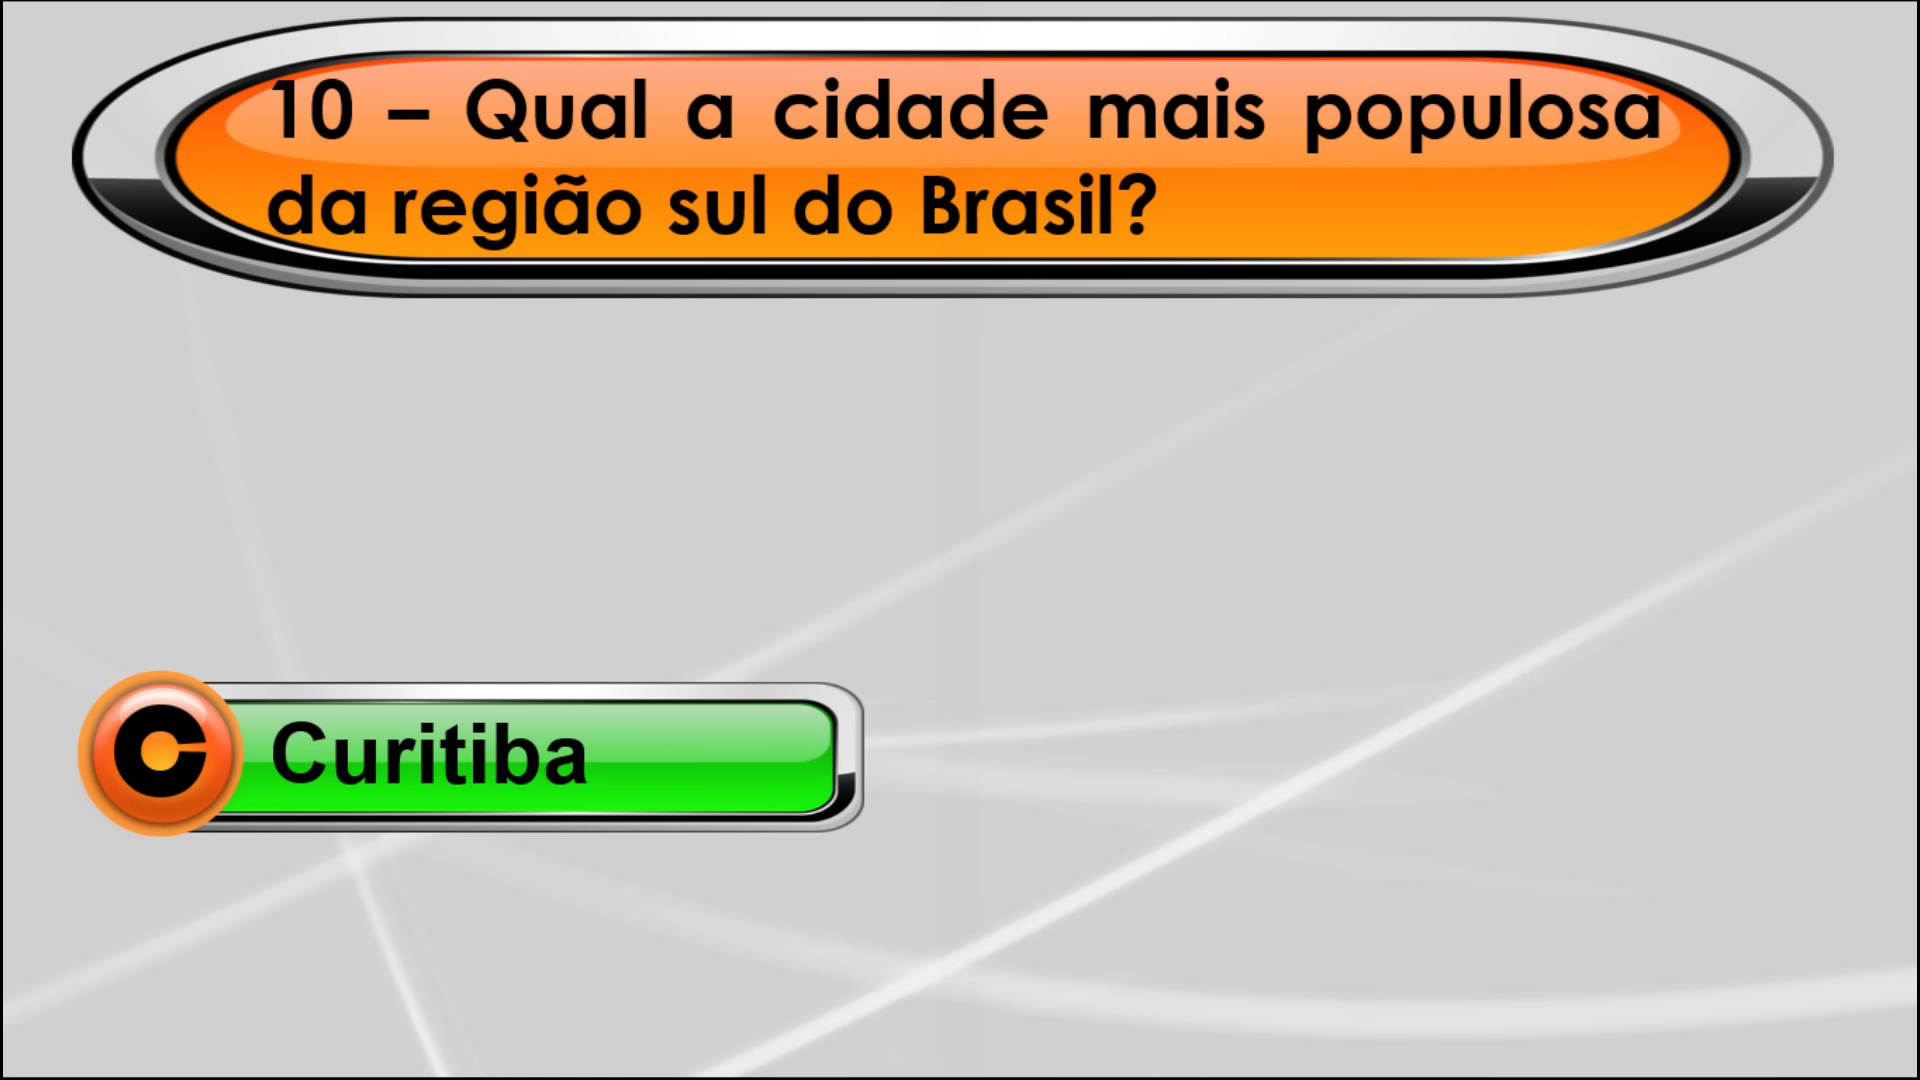 10 – Qual a cidade mais populosa
da região sul do Brasil?
C Curitiba